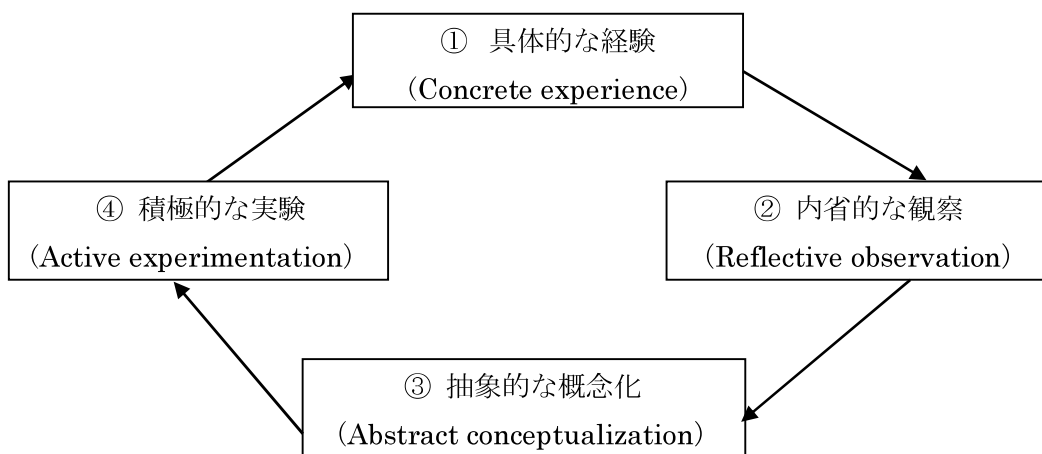 ① 具体的な経験
（Concrete experience）
② 内省的な観察
（Reflective observation）
③ 抽象的な概念化
（Abstract conceptualization）
④ 積極的な実験
（Active experimentation）